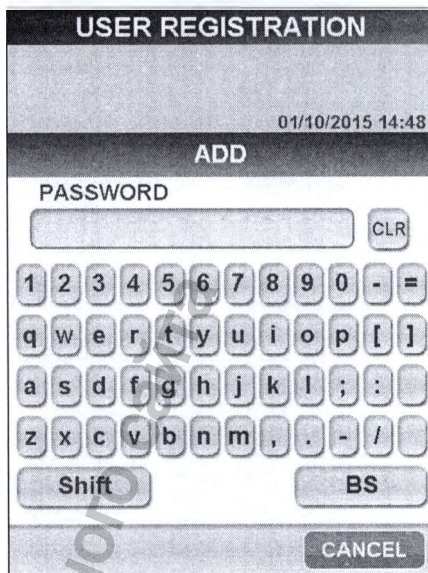 USER REGISTRATION
01/10/2015 14:48
ADD
PASSWORD
CLR
1 2 3 4 5 6 7 8 9 0 - =
q w e r t y u i o p [ ]
a s d f g h j k l ; :
z x c v b n m , . - /
Shift BS
CANCEL